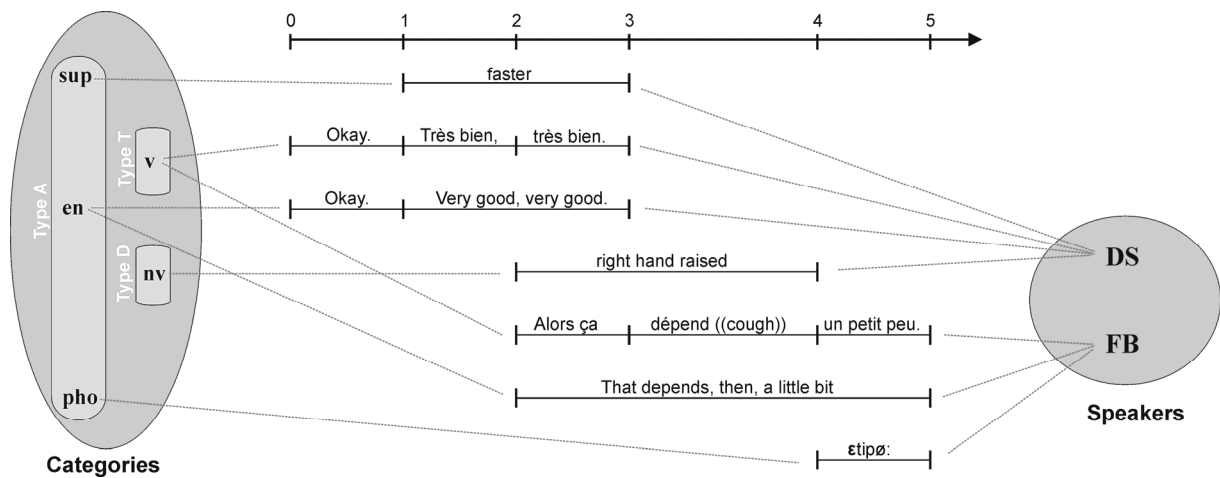 0 1 2 3 4 5
sup faster
Type T
v Okay. Très bien, très bien.
Type A
en Okay. Very good, very good.
Type D
nv right hand raised DS
Alors ça dépend ((cough)) un petit peu. FB
That depends, then, a little bit
pho
Speakers
ɛtipø:
Categories